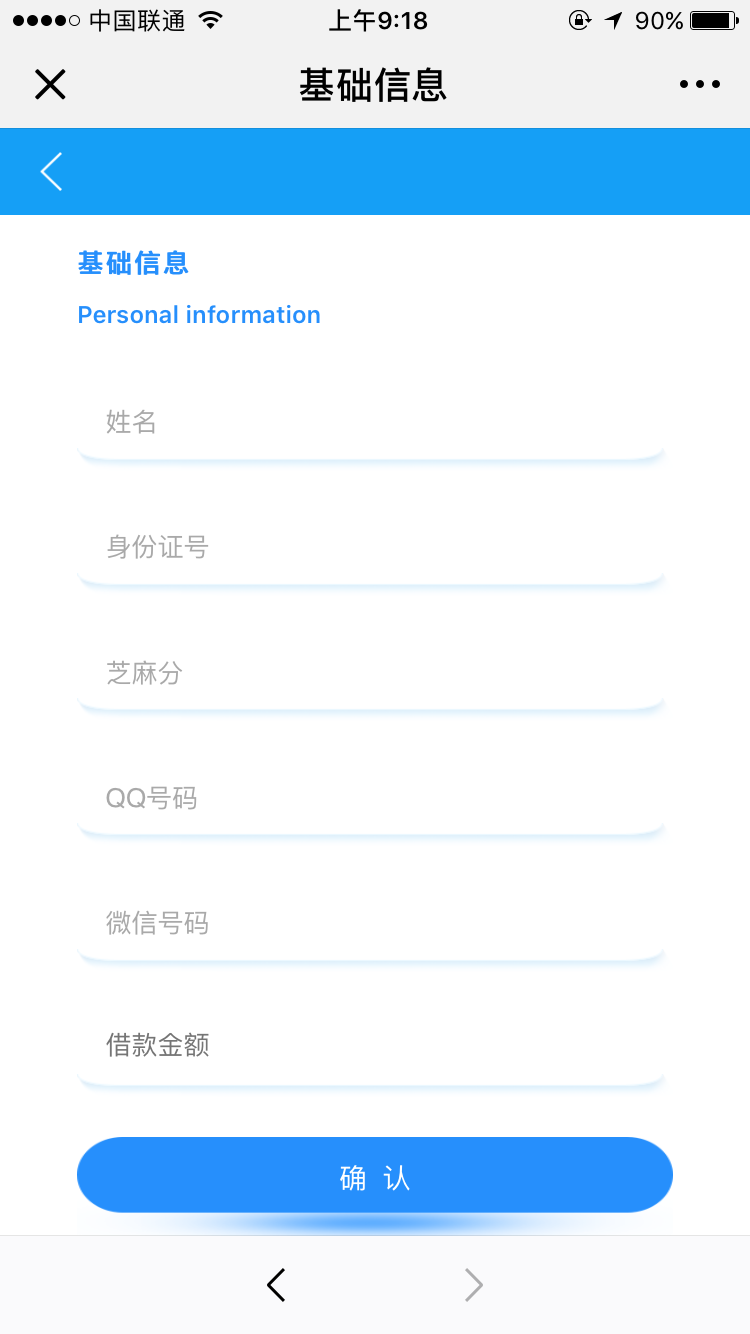 中国联通 上午9:18 90%
基础信息
基础信息
Personal information
姓名
身份证号
芝麻分
QQ号码
微信号码
借款金额
确 认